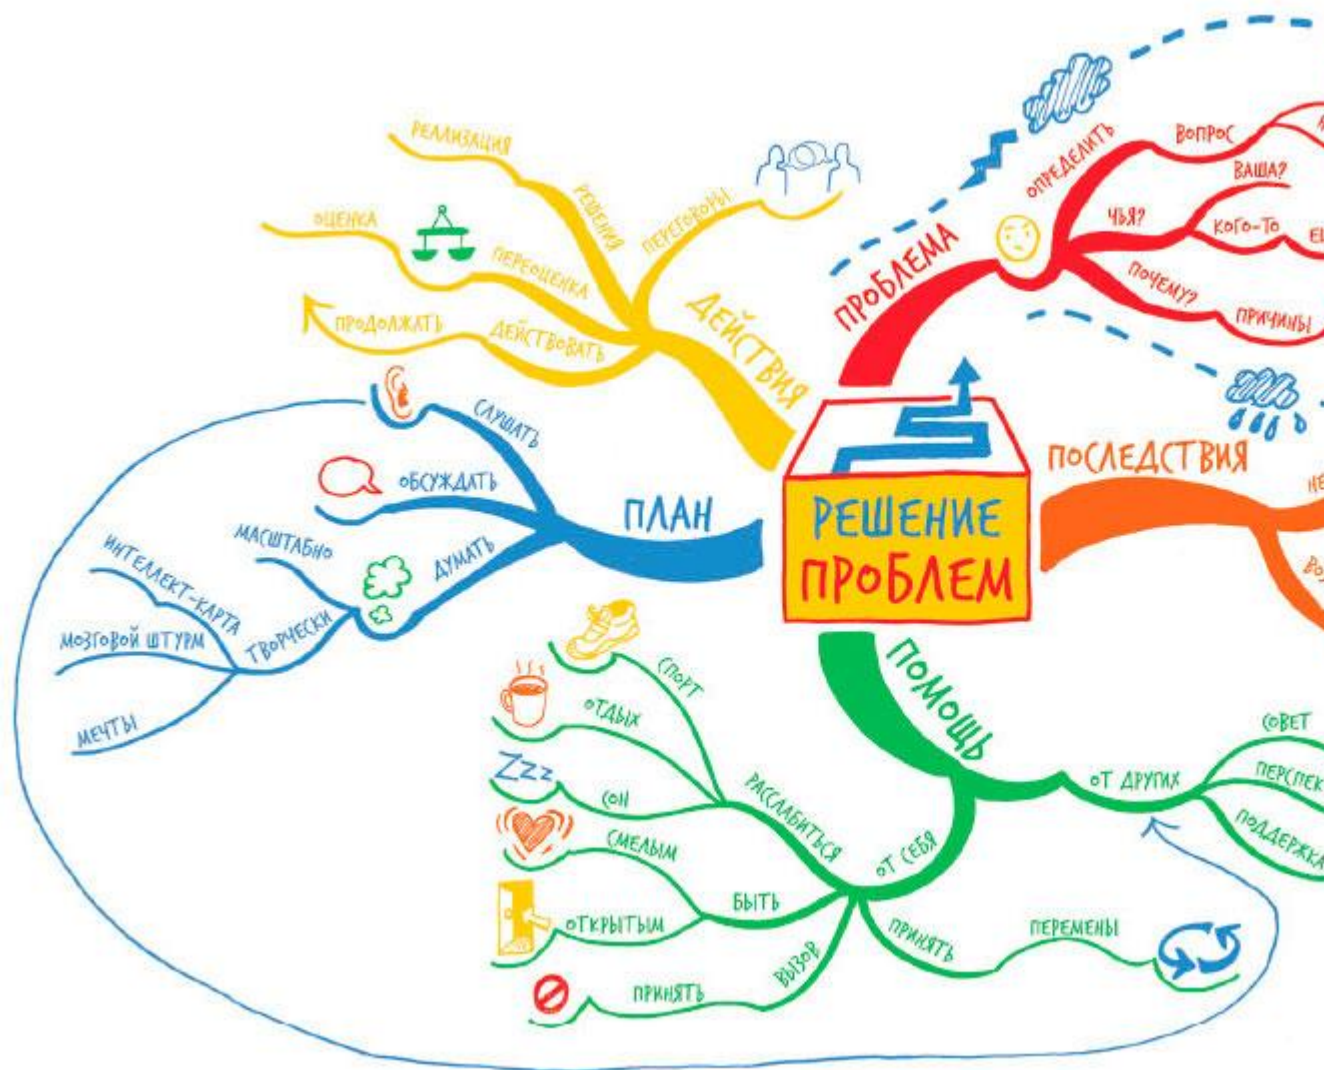 РЕШЕНИЕ
ПРОБЛЕМ
ПРОБЛЕМА
ОПРЕДЕЛИТЬ
ВОПРОС
ЧЬЯ?
ВАША?
КОГО-ТО
ПОЧЕМУ?
ПРИЧИНЫ
ПОСЛЕДСТВИЯ
ПОМОЩЬ
ОТ ДРУГИХ
СОВЕТ
ПЕРСПЕК
ПОДДЕРЖКА
ОТ СЕБЯ
РАССЛАБИТЬСЯ
СПОРТ
ОТДЫХ
СОН
БЫТЬ
СМЕЛЫМ
ОТКРЫТЫМ
ВЫЗОВ
ПРИНЯТЬ
ПРИНЯТЬ
ПЕРЕМЕНЫ
Zzz
ПЛАН
СЛУШАТЬ
ОБСУЖДАТЬ
ДУМАТЬ
МАСШТАБНО
ТВОРЧЕСКИ
ИНТЕЛЛЕКТ-КАРТА
МОЗГОВОЙ ШТУРМ
МЕЧТЫ
ДЕЙСТВИЯ
ПЕРЕГОВОРЫ
РЕШЕНИЯ
РЕАЛИЗАЦИЯ
ПЕРЕОЦЕНКА
ОЦЕНКА
ДЕЙСТВОВАТЬ
ПРОДОЛЖАТЬ